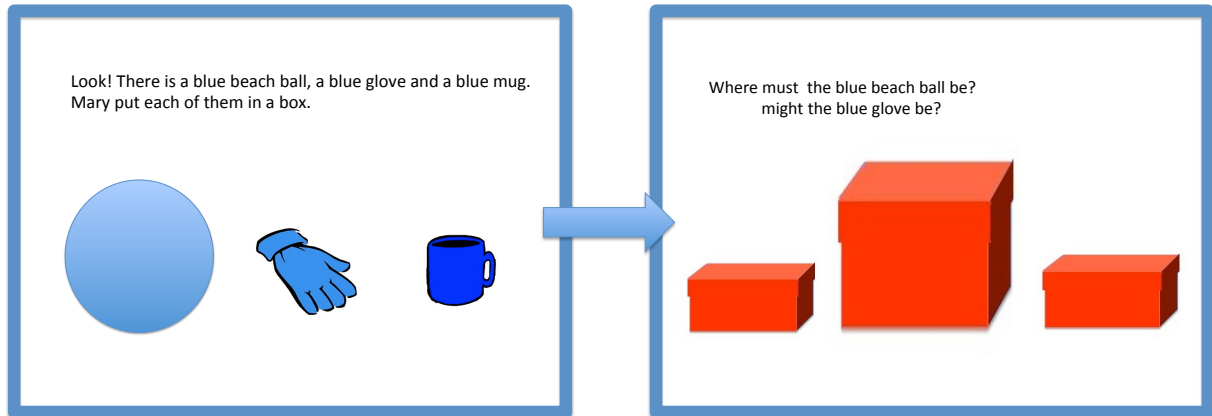 Look! There is a blue beach ball, a blue glove and a blue mug.
Mary put each of them in a box.
Where must  the blue beach ball be?
might the blue glove be?